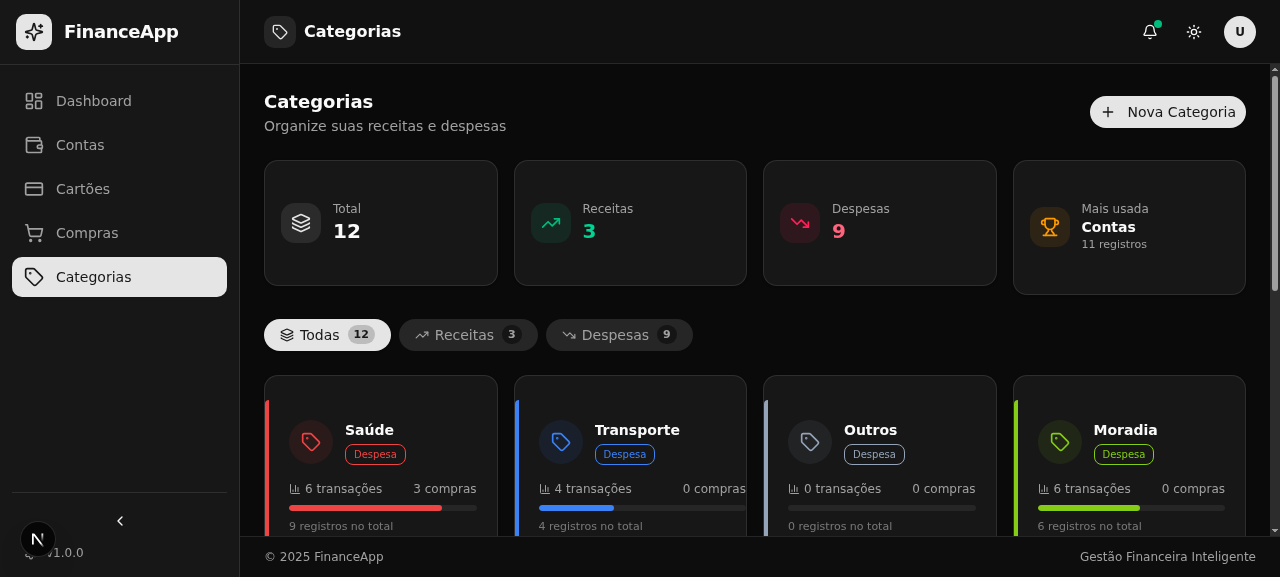 FinanceApp
Categorias
U
Dashboard
Contas
Cartões
Compras
Categorias
v1.0.0
Categorias
Organize suas receitas e despesas
Nova Categoria
Total
12
Receitas
3
Despesas
9
Mais usada
Contas
11 registros
Todas 12
Receitas 3
Despesas 9
Saúde
Despesa
6 transações 3 compras
9 registros no total
Transporte
Despesa
4 transações 0 compras
4 registros no total
Outros
Despesa
0 transações 0 compras
0 registros no total
Moradia
Despesa
6 transações 0 compras
6 registros no total
© 2025 FinanceApp
Gestão Financeira Inteligente